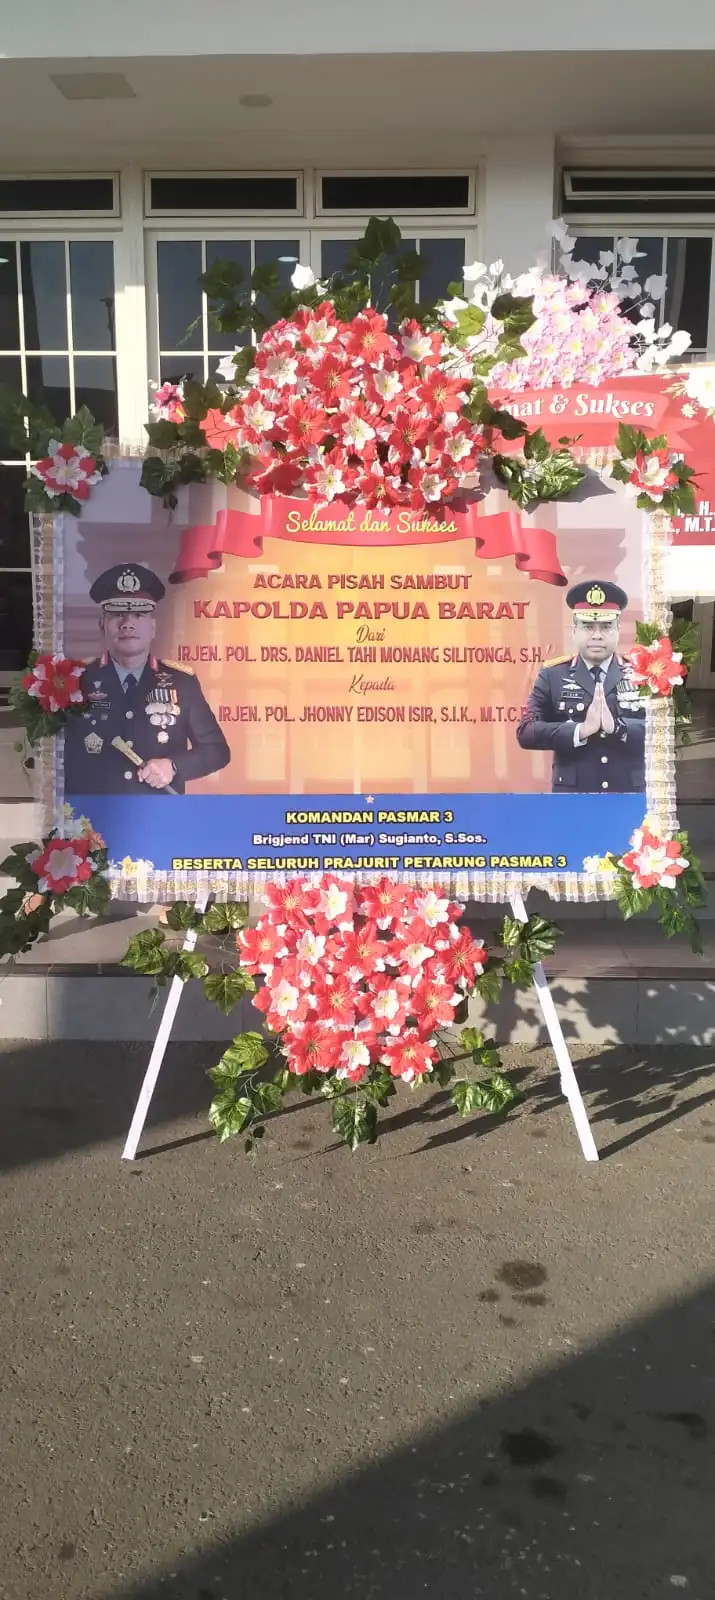 Selamat dan Sukses
ACARA PISAH SAMBUT
KAPOLDA PAPUA BARAT
Dari
IRJEN. POL. DRS. DANIEL TAHI MONANG SILITONGA, S.H.
Kepada
IRJEN. POL. JHONNY EDISON ISIR, S.I.K., M.T.C.P
KOMANDAN PASMAR 3
Brigjend TNI (Mar) Sugianto, S.Sos.
BESERTA SELURUH PRAJURIT PETARUNG PASMAR 3
& Sukses